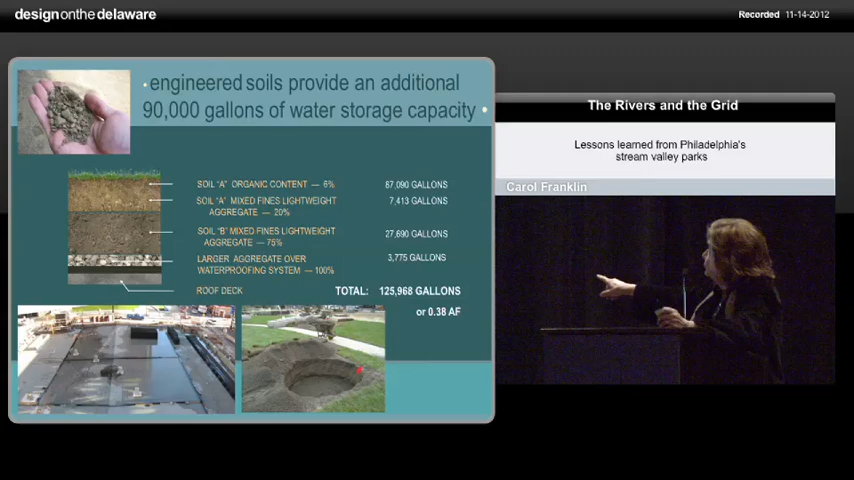 designonthedelaware
Recorded 11-14-2012
• engineered soils provide an additional
90,000 gallons of water storage capacity •
SOIL "A" ORGANIC CONTENT — 6% 87,090 GALLONS
SOIL "A" MIXED FINES LIGHTWEIGHT 7,413 GALLONS
AGGREGATE — 20%
SOIL "B" MIXED FINES LIGHTWEIGHT 27,690 GALLONS
AGGREGATE — 75%
LARGER AGGREGATE OVER 3,775 GALLONS
WATERPROOFING SYSTEM — 100%
ROOF DECK
TOTAL: 125,968 GALLONS
or 0.38 AF
The Rivers and the Grid
Lessons learned from Philadelphia's
stream valley parks
Carol Franklin